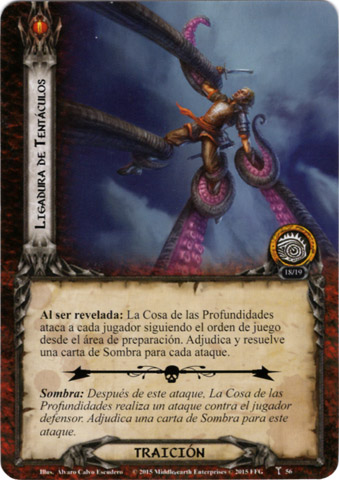 LIGADURA DE TENTÁCULOS
18/19
Al ser revelada: La Cosa de las Profundidades
ataca a cada jugador siguiendo el orden de juego
desde el área de preparación. Adjudica y resuelve
una carta de Sombra para cada ataque.
Sombra: Después de este ataque, La Cosa de las
Profundidades realiza un ataque contra el jugador
defensor. Adjudica una carta de Sombra para este
ataque.
TRAICIÓN
Ilus. Alvaro Calvo Escudero © 2015 Middle-earth Enterprises © 2015 FFG 56